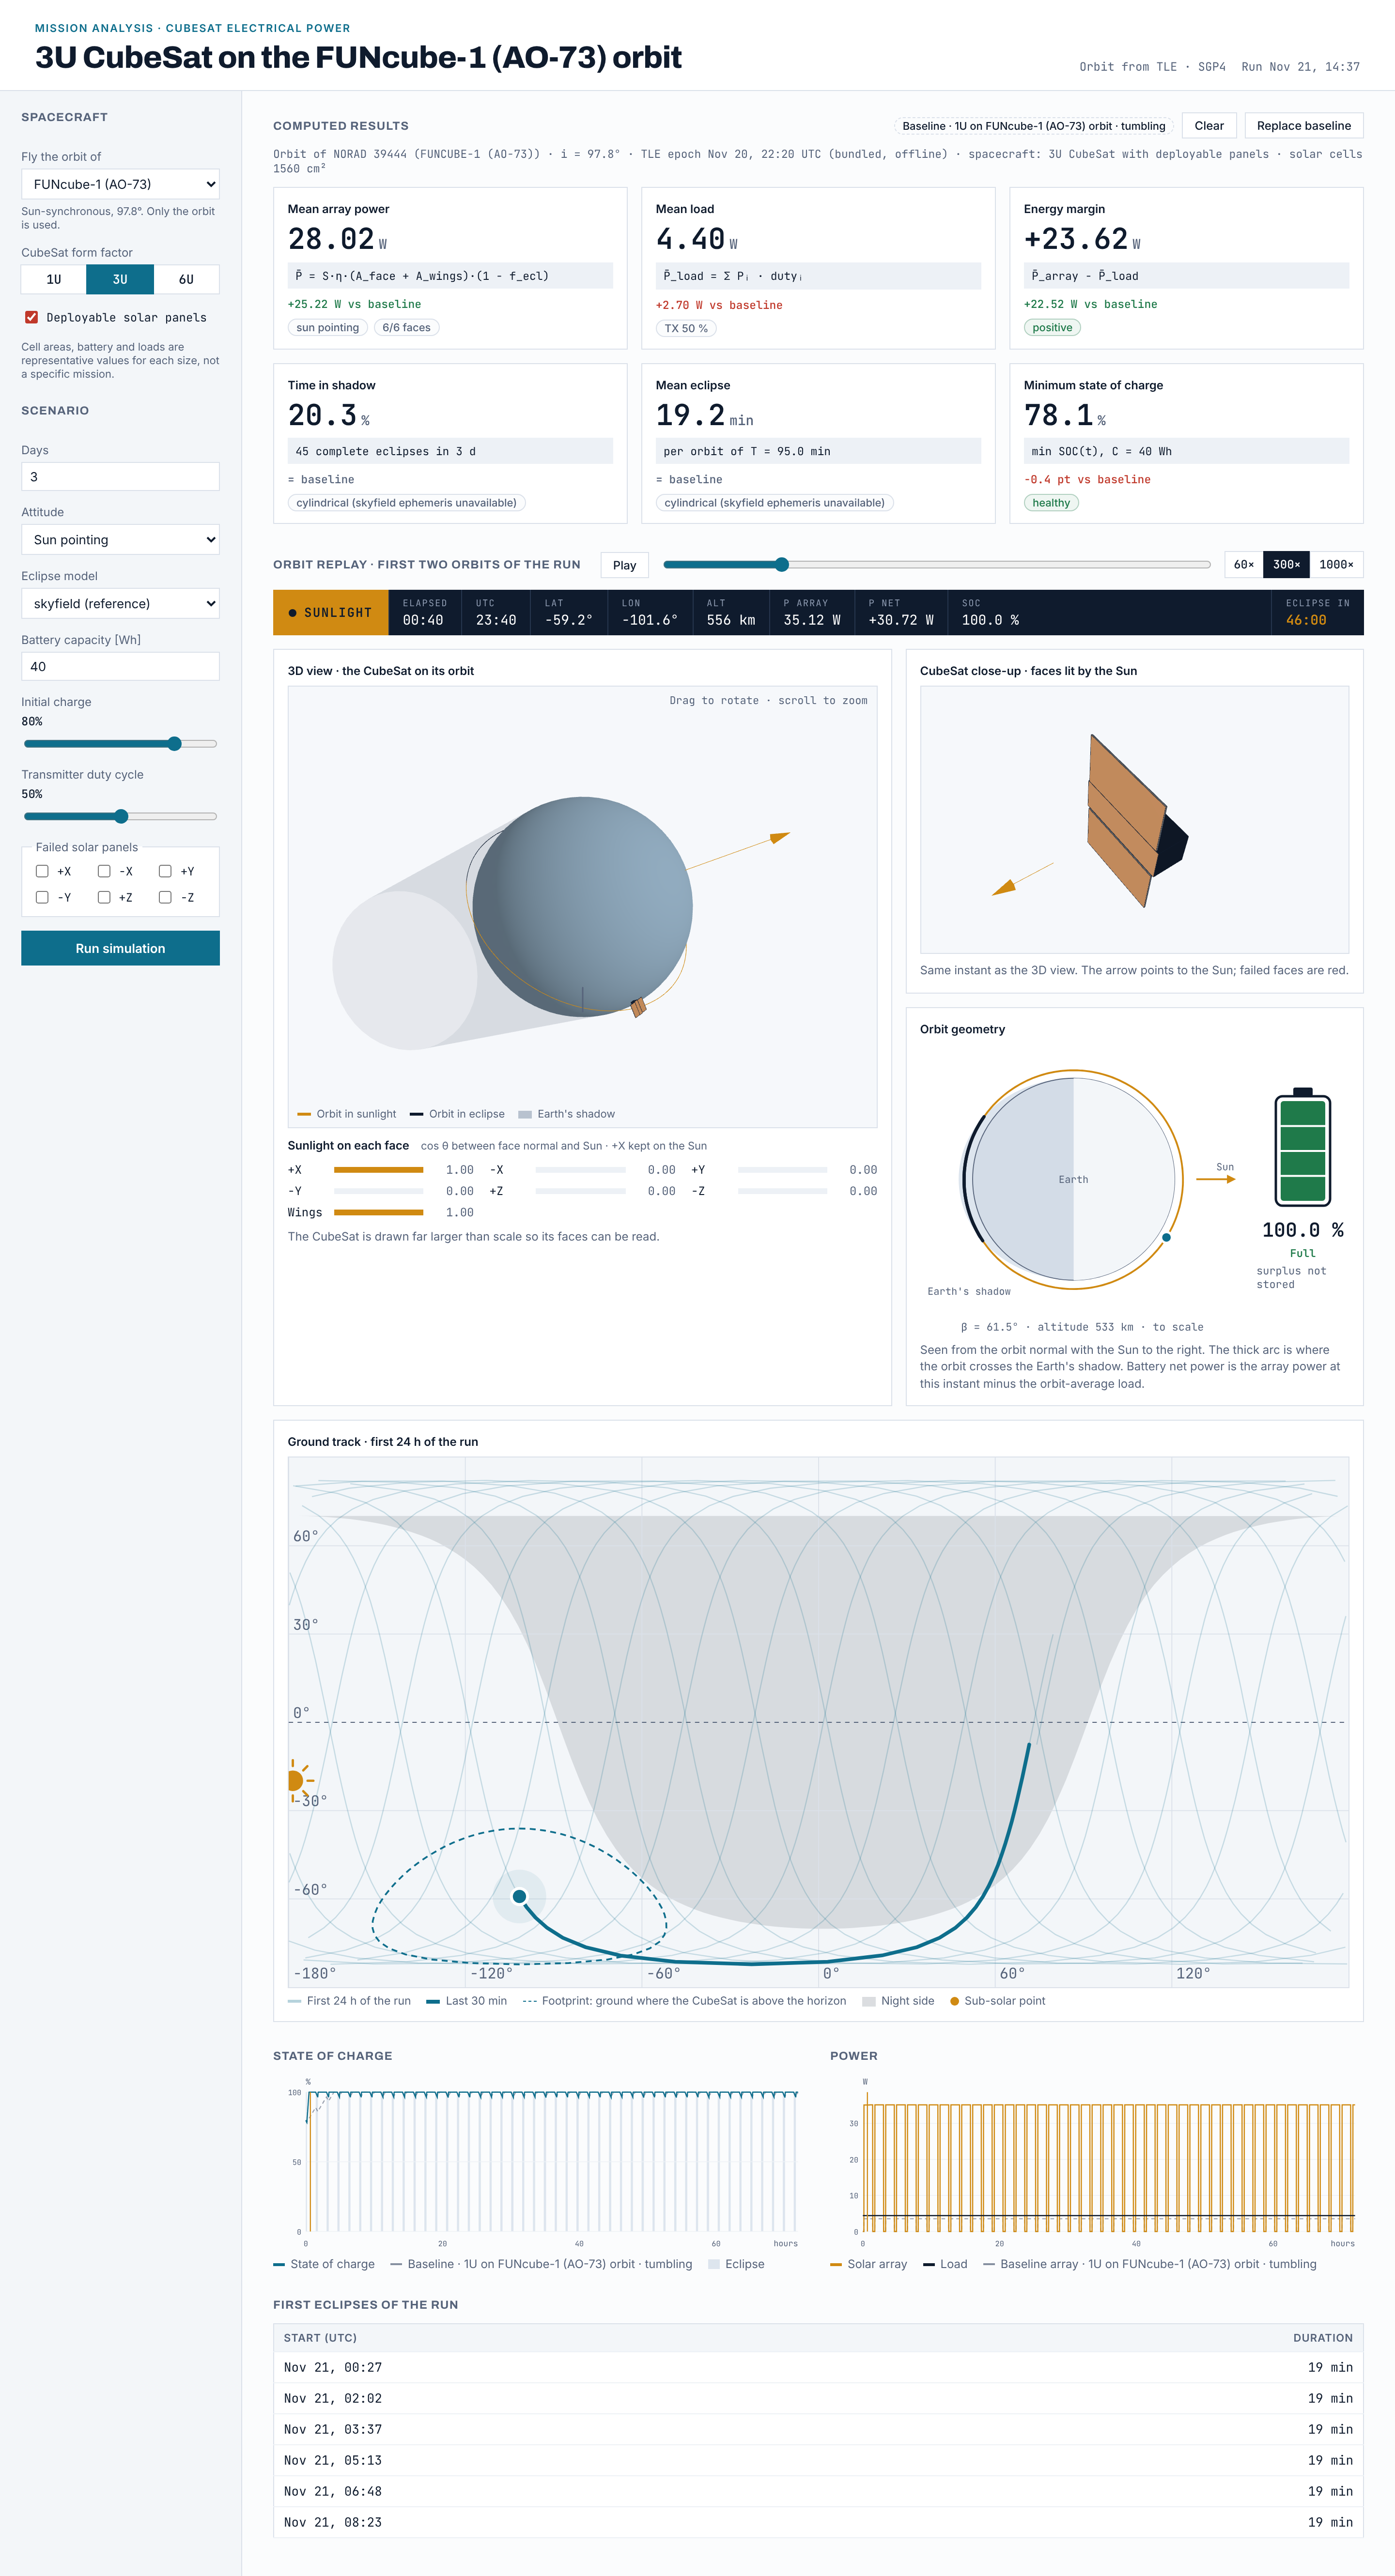 MISSION ANALYSIS · CUBESAT ELECTRICAL POWER
3U CubeSat on the FUNcube-1 (AO-73) orbit
Orbit from TLE · SGP4 Run Nov 21, 14:37
SPACECRAFT
Fly the orbit of
FUNcube-1 (AO-73)
Sun-synchronous, 97.8°. Only the orbit
is used.
CubeSat form factor
1U 3U 6U
Deployable solar panels
Cell areas, battery and loads are
representative values for each size, not
a specific mission.
SCENARIO
Days
3
Attitude
Sun pointing
Eclipse model
skyfield (reference)
Battery capacity [Wh]
40
Initial charge
80%
Transmitter duty cycle
50%
Failed solar panels
+X -X +Y
-Y +Z -Z
Run simulation
COMPUTED RESULTS
Baseline · 1U on FUNcube-1 (AO-73) orbit · tumbling
Clear
Replace baseline
Orbit of NORAD 39444 (FUNCUBE-1 (AO-73)) · i = 97.8° · TLE epoch Nov 20, 22:20 UTC (bundled, offline) · spacecraft: 3U CubeSat with deployable panels · solar cells
1560 cm²
Mean array power
28.02 W
P̄ = S·η·(A_face + A_wings)·(1 - f_ecl)
+25.22 W vs baseline
sun pointing 6/6 faces
Mean load
4.40 W
P̄_load = Σ Pᵢ · dutyᵢ
+2.70 W vs baseline
TX 50 %
Energy margin
+23.62 W
P̄_array - P̄_load
+22.52 W vs baseline
positive
Time in shadow
20.3 %
45 complete eclipses in 3 d
= baseline
cylindrical (skyfield ephemeris unavailable)
Mean eclipse
19.2 min
per orbit of T = 95.0 min
= baseline
cylindrical (skyfield ephemeris unavailable)
Minimum state of charge
78.1 %
min SOC(t), C = 40 Wh
-0.4 pt vs baseline
healthy
ORBIT REPLAY · FIRST TWO ORBITS OF THE RUN
Play
60× 300× 1000×
SUNLIGHT
ELAPSED 00:40
UTC 23:40
LAT -59.2°
LON -101.6°
ALT 556 km
P ARRAY 35.12 W
P NET +30.72 W
SOC 100.0 %
ECLIPSE IN 46:00
3D view · the CubeSat on its orbit
Drag to rotate · scroll to zoom
Orbit in sunlight Orbit in eclipse Earth's shadow
Sunlight on each face cos θ between face normal and Sun · +X kept on the Sun
+X 1.00 -X 0.00 +Y 0.00
-Y 0.00 +Z 0.00 -Z 0.00
Wings 1.00
The CubeSat is drawn far larger than scale so its faces can be read.
CubeSat close-up · faces lit by the Sun
Same instant as the 3D view. The arrow points to the Sun; failed faces are red.
Orbit geometry
Earth
Sun
Earth's shadow
100.0 %
Full
surplus not
stored
β = 61.5° · altitude 533 km · to scale
Seen from the orbit normal with the Sun to the right. The thick arc is where
the orbit crosses the Earth's shadow. Battery net power is the array power at
this instant minus the orbit-average load.
Ground track · first 24 h of the run
60°
30°
0°
-30°
-60°
-180° -120° -60° 0° 60° 120°
First 24 h of the run Last 30 min Footprint: ground where the CubeSat is above the horizon Night side Sub-solar point
STATE OF CHARGE
%
100
50
0
0 20 40 60 hours
State of charge Baseline · 1U on FUNcube-1 (AO-73) orbit · tumbling Eclipse
POWER
W
30
20
10
0
0 20 40 60 hours
Solar array Load Baseline array · 1U on FUNcube-1 (AO-73) orbit · tumbling
FIRST ECLIPSES OF THE RUN
START (UTC) DURATION
Nov 21, 00:27 19 min
Nov 21, 02:02 19 min
Nov 21, 03:37 19 min
Nov 21, 05:13 19 min
Nov 21, 06:48 19 min
Nov 21, 08:23 19 min